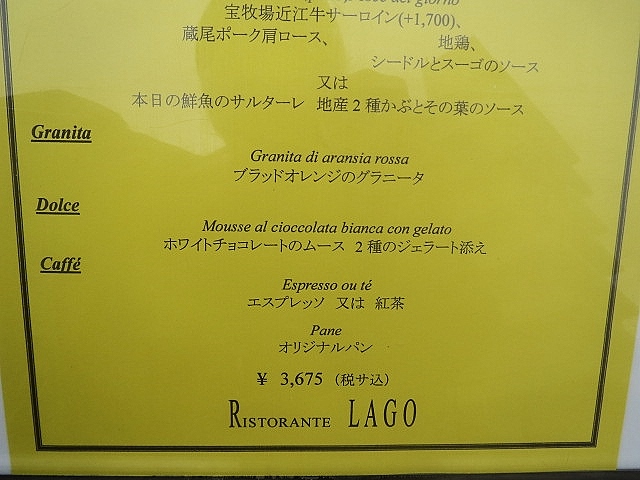 del giorno
宝牧場近江牛サーロイン(+1,700)、
蔵尾ポーク肩ロース、 地鶏、
シードルとスーゴのソース
又は
本日の鮮魚のサルターレ 地産2種かぶとその葉のソース
Granita
Granita di aransia rossa
ブラッドオレンジのグラニータ
Dolce
Mousse al cioccolata bianca con gelato
ホワイトチョコレートのムース 2種のジェラート添え
Caffé
Espresso ou té
エスプレッソ 又は 紅茶
Pane
オリジナルパン
¥ 3,675 (税サ込)
RISTORANTE LAGO